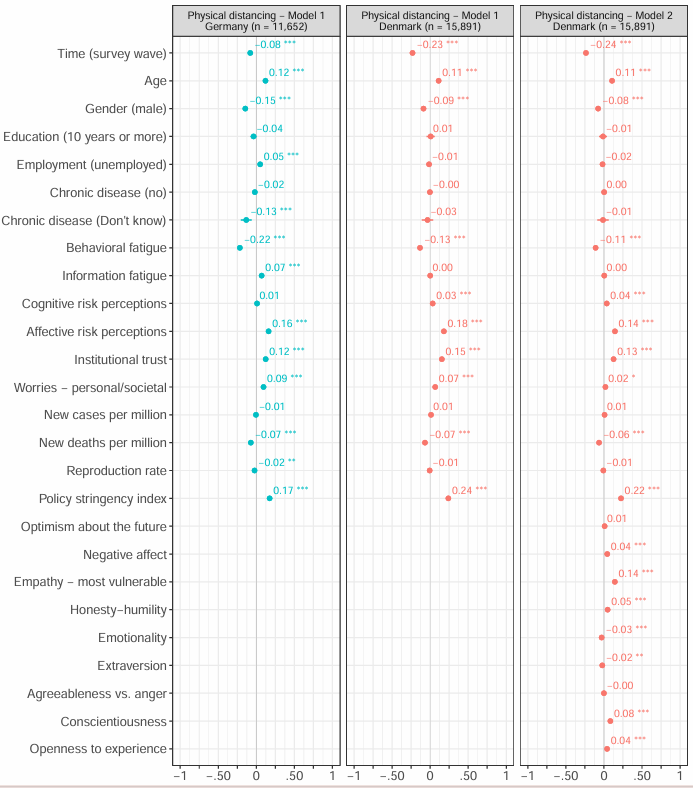 Physical distancing – Model 1 Physical distancing – Model 1 Physical distancing – Model 2
Germany (n = 11,652) Denmark (n = 15,891) Denmark (n = 15,891)
Time (survey wave) –0.08 *** –0.23 *** –0.24 ***
Age 0.12 *** 0.11 *** 0.11 ***
Gender (male) –0.15 *** –0.09 *** –0.08 ***
Education (10 years or more) –0.04 0.01 –0.01
Employment (unemployed) 0.05 *** –0.01 –0.02
Chronic disease (no) –0.02 –0.00 0.00
Chronic disease (Don't know) –0.13 *** –0.03 –0.01
Behavioral fatigue –0.22 *** –0.13 *** –0.11 ***
Information fatigue 0.07 *** 0.00 0.00
Cognitive risk perceptions 0.01 0.03 *** 0.04 ***
Affective risk perceptions 0.16 *** 0.18 *** 0.14 ***
Institutional trust 0.12 *** 0.15 *** 0.13 ***
Worries – personal/societal 0.09 *** 0.07 *** 0.02 *
New cases per million –0.01 0.01 0.01
New deaths per million –0.07 *** –0.07 *** –0.06 ***
Reproduction rate –0.02 ** –0.01 –0.01
Policy stringency index 0.17 *** 0.24 *** 0.22 ***
Optimism about the future 0.01
Negative affect 0.04 ***
Empathy – most vulnerable 0.14 ***
Honesty–humility 0.05 ***
Emotionality –0.03 ***
Extraversion –0.02 **
Agreeableness vs. anger –0.00
Conscientiousness 0.08 ***
Openness to experience 0.04 ***
–1 –.50 0 .50 1 –1 –.50 0 .50 1 –1 –.50 0 .50 1